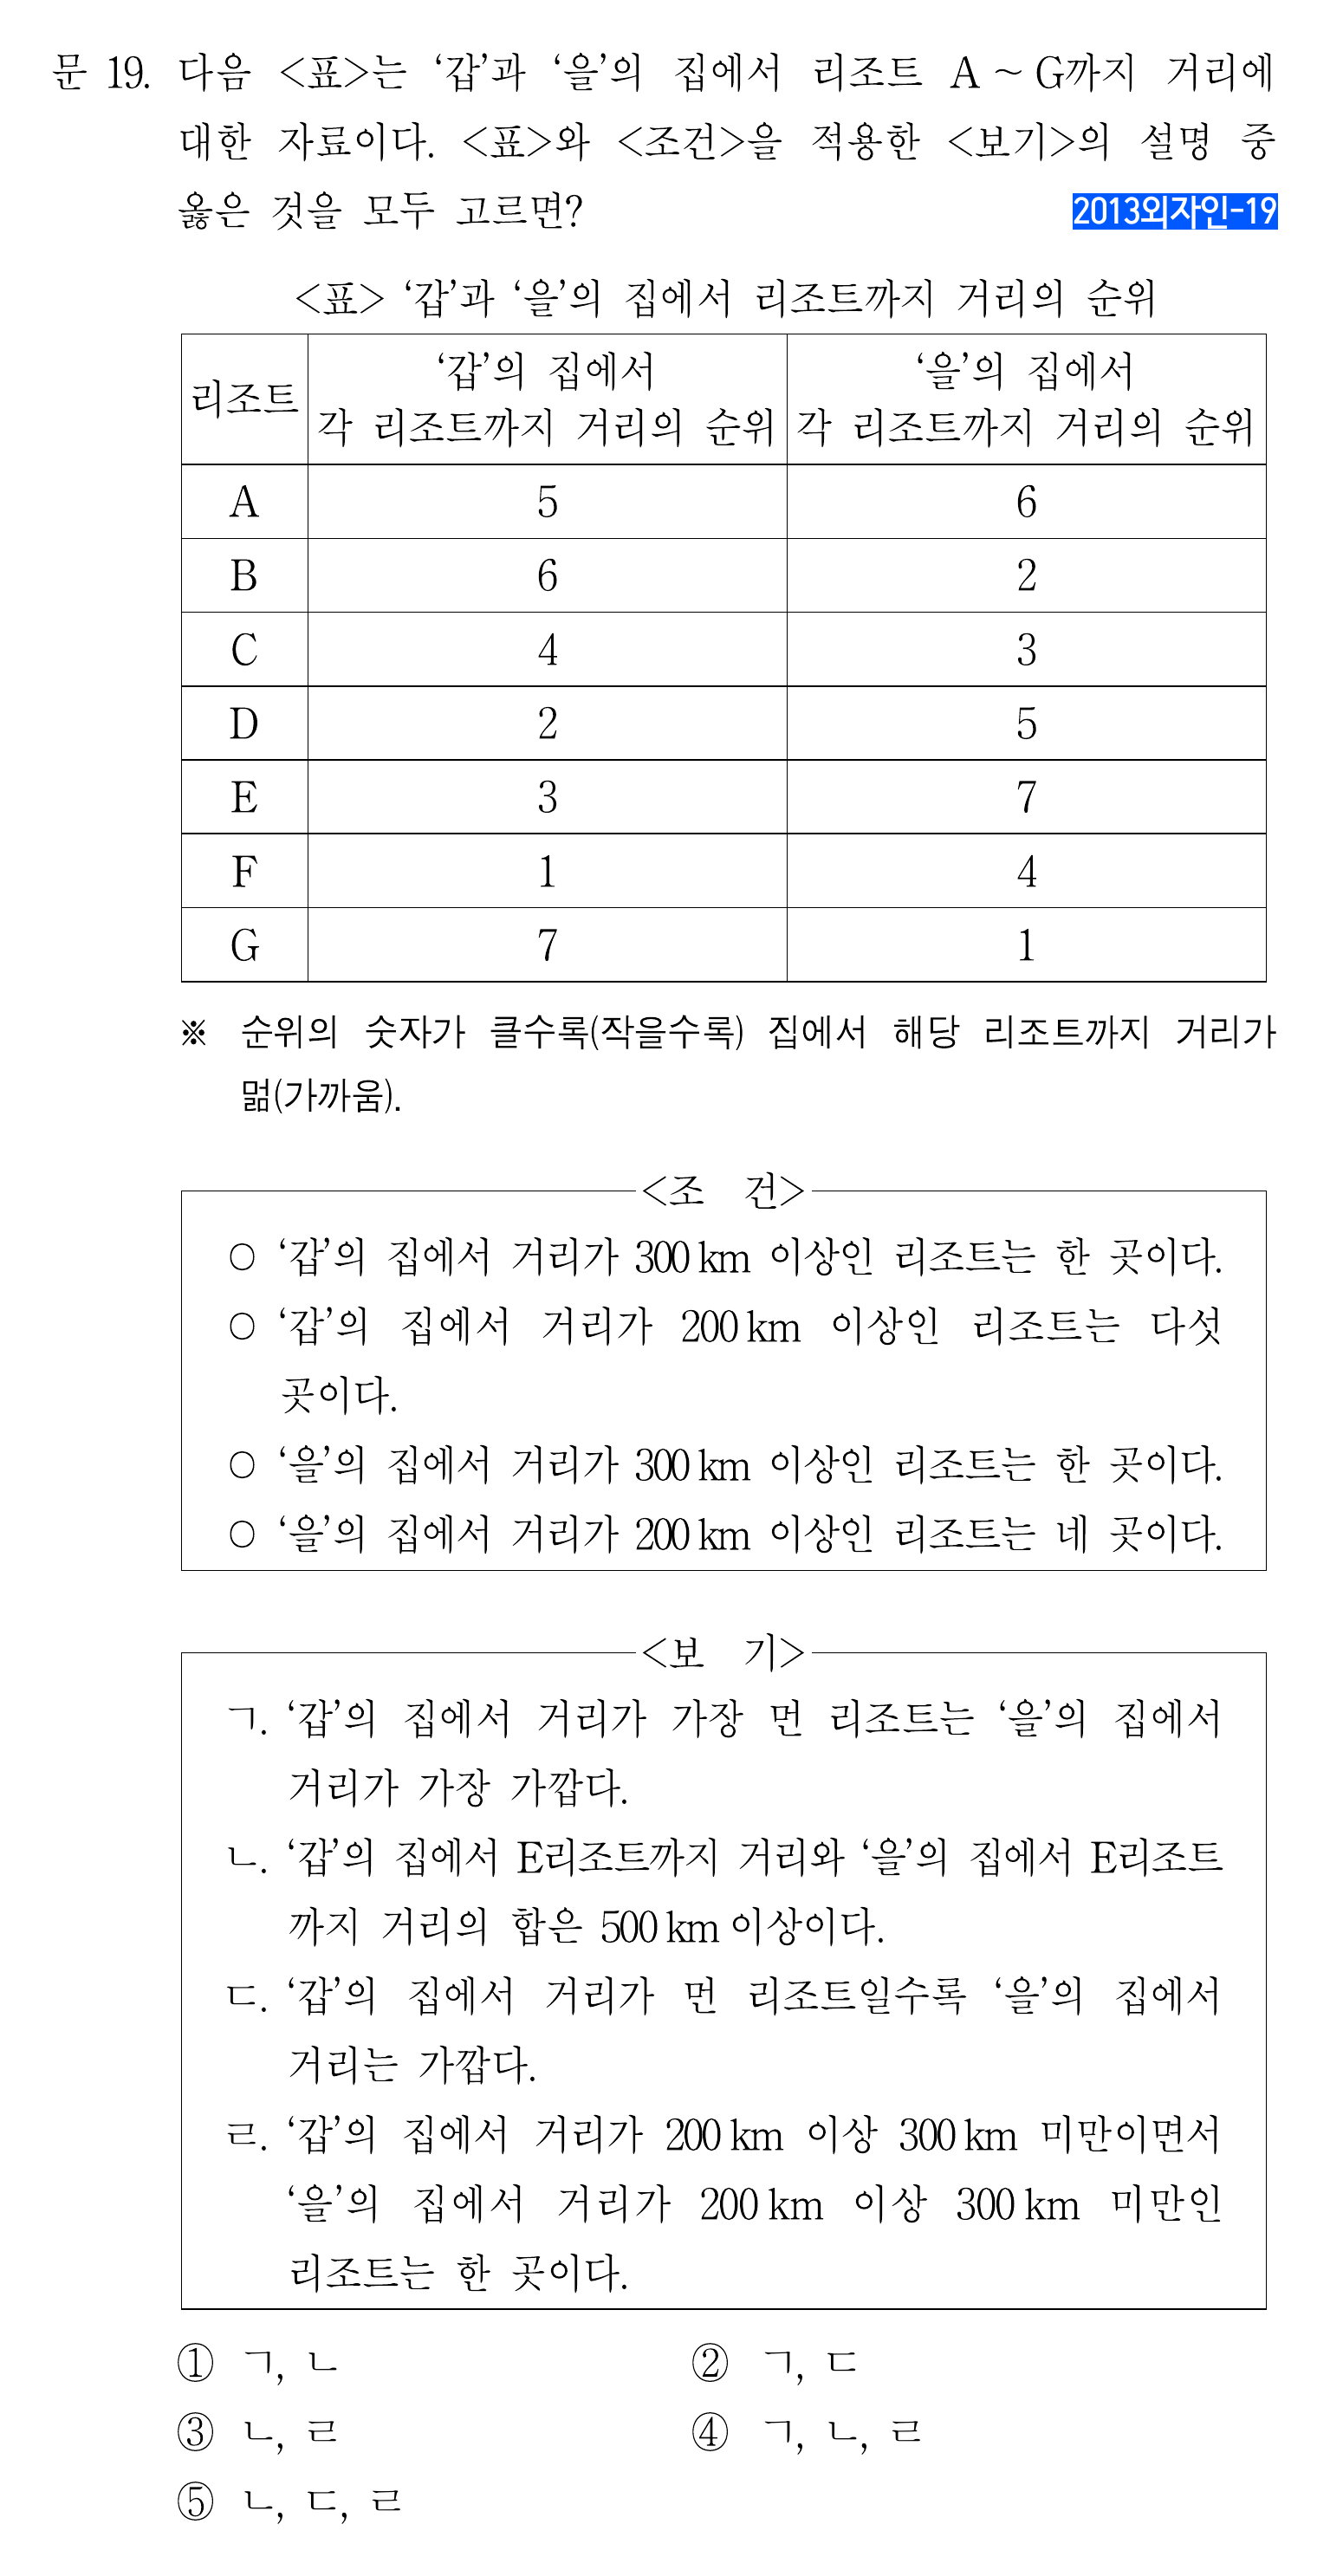 문 19. 다음 <표>는 ‘갑’과 ‘을’의 집에서 리조트 A ~ G까지 거리에
대한 자료이다. <표>와 <조건>을 적용한 <보기>의 설명 중
옳은 것을 모두 고르면? 2013외자인-19
<표> ‘갑’과 ‘을’의 집에서 리조트까지 거리의 순위
리조트 ‘갑’의 집에서 각 리조트까지 거리의 순위 ‘을’의 집에서 각 리조트까지 거리의 순위
A 5 6
B 6 2
C 4 3
D 2 5
E 3 7
F 1 4
G 7 1
※ 순위의 숫자가 클수록(작을수록) 집에서 해당 리조트까지 거리가
멂(가까움).
<조 건>
○ ‘갑’의 집에서 거리가 300 km 이상인 리조트는 한 곳이다.
○ ‘갑’의 집에서 거리가 200 km 이상인 리조트는 다섯
곳이다.
○ ‘을’의 집에서 거리가 300 km 이상인 리조트는 한 곳이다.
○ ‘을’의 집에서 거리가 200 km 이상인 리조트는 네 곳이다.
<보 기>
ㄱ. ‘갑’의 집에서 거리가 가장 먼 리조트는 ‘을’의 집에서
거리가 가장 가깝다.
ㄴ. ‘갑’의 집에서 E리조트까지 거리와 ‘을’의 집에서 E리조트
까지 거리의 합은 500 km 이상이다.
ㄷ. ‘갑’의 집에서 거리가 먼 리조트일수록 ‘을’의 집에서
거리는 가깝다.
ㄹ. ‘갑’의 집에서 거리가 200 km 이상 300 km 미만이면서
‘을’의 집에서 거리가 200 km 이상 300 km 미만인
리조트는 한 곳이다.
① ㄱ, ㄴ ② ㄱ, ㄷ
③ ㄴ, ㄹ ④ ㄱ, ㄴ, ㄹ
⑤ ㄴ, ㄷ, ㄹ